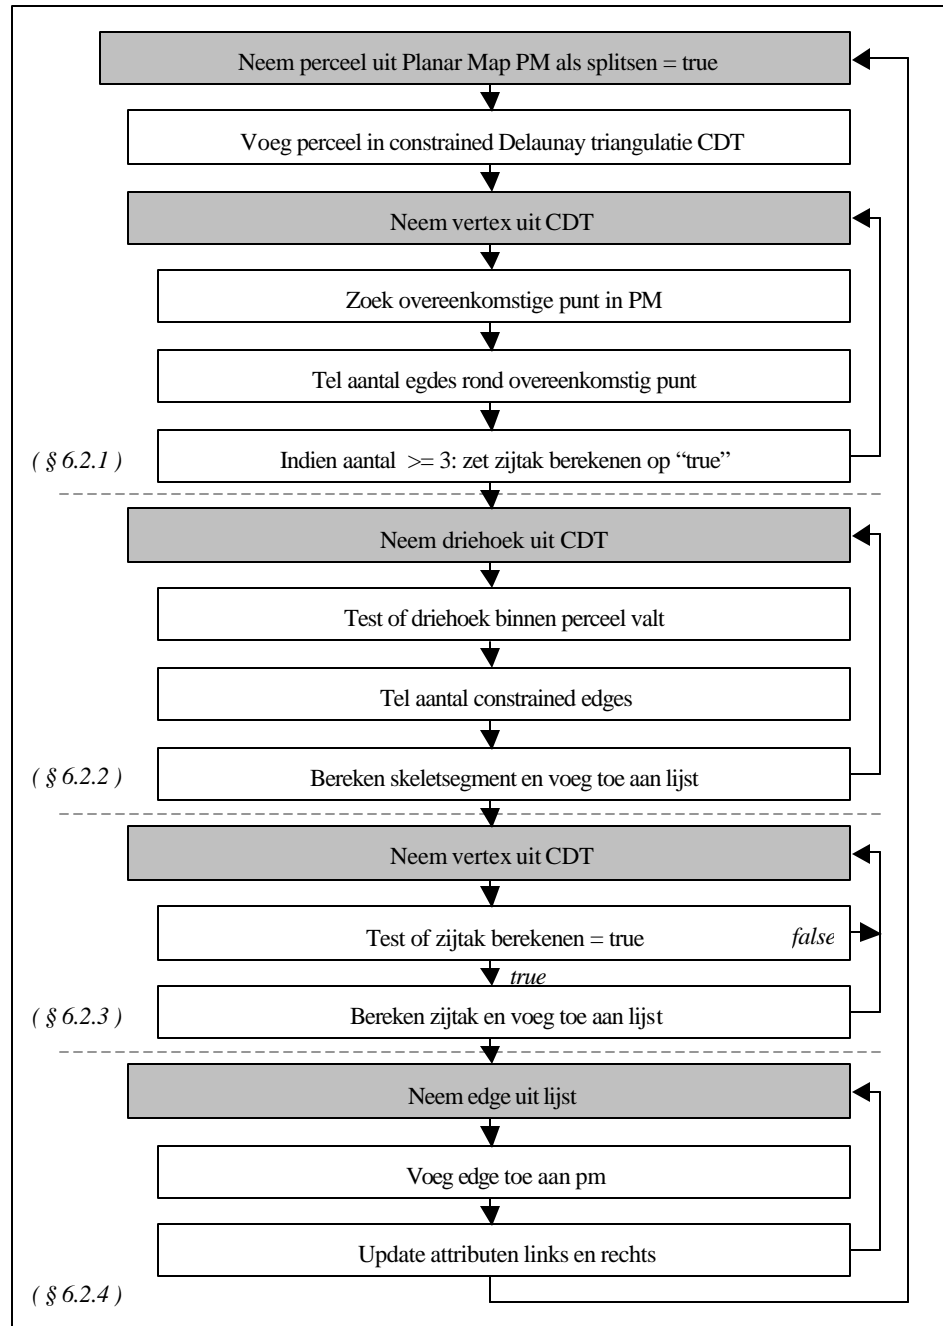 Neem perceel uit Planar Map PM als splitsen = true
Voeg perceel in constrained Delaunay triangulatie CDT
Neem vertex uit CDT
Zoek overeenkomstige punt in PM
Tel aantal egdes rond overeenkomstig punt
( § 6.2.1 )
Indien aantal >= 3: zet zijtak berekenen op “true”
Neem driehoek uit CDT
Test of driehoek binnen perceel valt
Tel aantal constrained edges
( § 6.2.2 )
Bereken skeletsegment en voeg toe aan lijst
Neem vertex uit CDT
Test of zijtak berekenen = true
false
true
( § 6.2.3 )
Bereken zijtak en voeg toe aan lijst
Neem edge uit lijst
Voeg edge toe aan pm
Update attributen links en rechts
( § 6.2.4 )